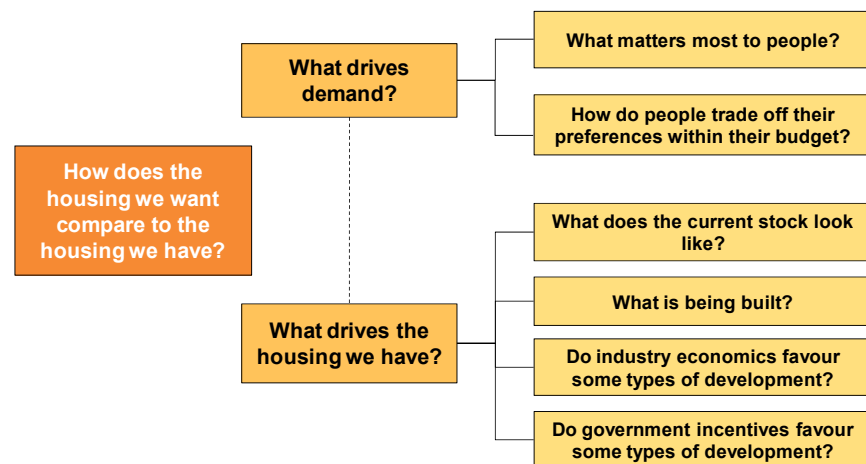 What matters most to people?
What drives
demand?
How do people trade off their
preferences within their budget?
How does the
housing we want
compare to the
housing we have?
What does the current stock look
like?
What is being built?
What drives the
housing we have?
Do industry economics favour
some types of development?
Do government incentives favour
some types of development?